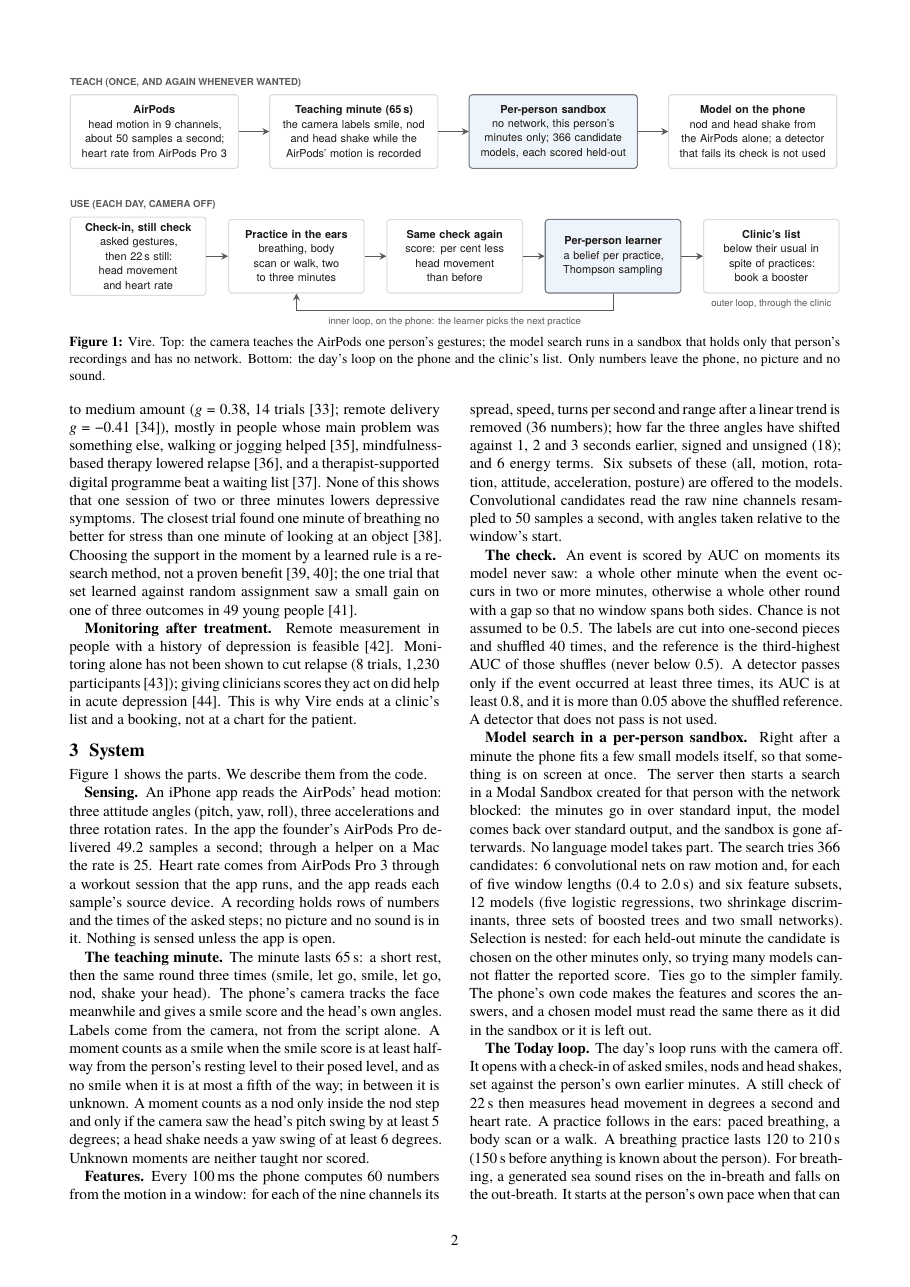 TEACH (ONCE, AND AGAIN WHENEVER WANTED)
AirPods
head motion in 9 channels,
about 50 samples a second;
heart rate from AirPods Pro 3
Teaching minute (65 s)
the camera labels smile, nod
and head shake while the
AirPods' motion is recorded
Per-person sandbox
no network, this person's
minutes only; 366 candidate
models, each scored held-out
Model on the phone
nod and head shake from
the AirPods alone; a detector
that fails its check is not used
USE (EACH DAY, CAMERA OFF)
Check-in, still check
asked gestures,
then 22 s still:
head movement
and heart rate
Practice in the ears
breathing, body
scan or walk, two
to three minutes
Same check again
score: per cent less
head movement
than before
Per-person learner
a belief per practice,
Thompson sampling
Clinic's list
below their usual in
spite of practices:
book a booster
outer loop, through the clinic
inner loop, on the phone: the learner picks the next practice
Figure 1: Vire. Top: the camera teaches the AirPods one person's gestures; the model search runs in a sandbox that holds only that person's
recordings and has no network. Bottom: the day's loop on the phone and the clinic's list. Only numbers leave the phone, no picture and no
sound.
to medium amount (g = 0.38, 14 trials [33]; remote delivery
g = −0.41 [34]), mostly in people whose main problem was
something else, walking or jogging helped [35], mindfulness-
based therapy lowered relapse [36], and a therapist-supported
digital programme beat a waiting list [37]. None of this shows
that one session of two or three minutes lowers depressive
symptoms. The closest trial found one minute of breathing no
better for stress than one minute of looking at an object [38].
Choosing the support in the moment by a learned rule is a re-
search method, not a proven benefit [39, 40]; the one trial that
set learned against random assignment saw a small gain on
one of three outcomes in 49 young people [41].
Monitoring after treatment. Remote measurement in
people with a history of depression is feasible [42]. Moni-
toring alone has not been shown to cut relapse (8 trials, 1,230
participants [43]); giving clinicians scores they act on did help
in acute depression [44]. This is why Vire ends at a clinic's
list and a booking, not at a chart for the patient.
3 System
Figure 1 shows the parts. We describe them from the code.
Sensing. An iPhone app reads the AirPods' head motion:
three attitude angles (pitch, yaw, roll), three accelerations and
three rotation rates. In the app the founder's AirPods Pro de-
livered 49.2 samples a second; through a helper on a Mac
the rate is 25. Heart rate comes from AirPods Pro 3 through
a workout session that the app runs, and the app reads each
sample's source device. A recording holds rows of numbers
and the times of the asked steps; no picture and no sound is in
it. Nothing is sensed unless the app is open.
The teaching minute. The minute lasts 65 s: a short rest,
then the same round three times (smile, let go, smile, let go,
nod, shake your head). The phone's camera tracks the face
meanwhile and gives a smile score and the head's own angles.
Labels come from the camera, not from the script alone. A
moment counts as a smile when the smile score is at least half-
way from the person's resting level to their posed level, and as
no smile when it is at most a fifth of the way; in between it is
unknown. A moment counts as a nod only inside the nod step
and only if the camera saw the head's pitch swing by at least 5
degrees; a head shake needs a yaw swing of at least 6 degrees.
Unknown moments are neither taught nor scored.
Features. Every 100 ms the phone computes 60 numbers
from the motion in a window: for each of the nine channels its
spread, speed, turns per second and range after a linear trend is
removed (36 numbers); how far the three angles have shifted
against 1, 2 and 3 seconds earlier, signed and unsigned (18);
and 6 energy terms. Six subsets of these (all, motion, rota-
tion, attitude, acceleration, posture) are offered to the models.
Convolutional candidates read the raw nine channels resam-
pled to 50 samples a second, with angles taken relative to the
window's start.
The check. An event is scored by AUC on moments its
model never saw: a whole other minute when the event oc-
curs in two or more minutes, otherwise a whole other round
with a gap so that no window spans both sides. Chance is not
assumed to be 0.5. The labels are cut into one-second pieces
and shuffled 40 times, and the reference is the third-highest
AUC of those shuffles (never below 0.5). A detector passes
only if the event occurred at least three times, its AUC is at
least 0.8, and it is more than 0.05 above the shuffled reference.
A detector that does not pass is not used.
Model search in a per-person sandbox. Right after a
minute the phone fits a few small models itself, so that some-
thing is on screen at once. The server then starts a search
in a Modal Sandbox created for that person with the network
blocked: the minutes go in over standard input, the model
comes back over standard output, and the sandbox is gone af-
terwards. No language model takes part. The search tries 366
candidates: 6 convolutional nets on raw motion and, for each
of five window lengths (0.4 to 2.0 s) and six feature subsets,
12 models (five logistic regressions, two shrinkage discrim-
inants, three sets of boosted trees and two small networks).
Selection is nested: for each held-out minute the candidate is
chosen on the other minutes only, so trying many models can-
not flatter the reported score. Ties go to the simpler family.
The phone's own code makes the features and scores the an-
swers, and a chosen model must read the same there as it did
in the sandbox or it is left out.
The Today loop. The day's loop runs with the camera off.
It opens with a check-in of asked smiles, nods and head shakes,
set against the person's own earlier minutes. A still check of
22 s then measures head movement in degrees a second and
heart rate. A practice follows in the ears: paced breathing, a
body scan or a walk. A breathing practice lasts 120 to 210 s
(150 s before anything is known about the person). For breath-
ing, a generated sea sound rises on the in-breath and falls on
the out-breath. It starts at the person's own pace when that can
2